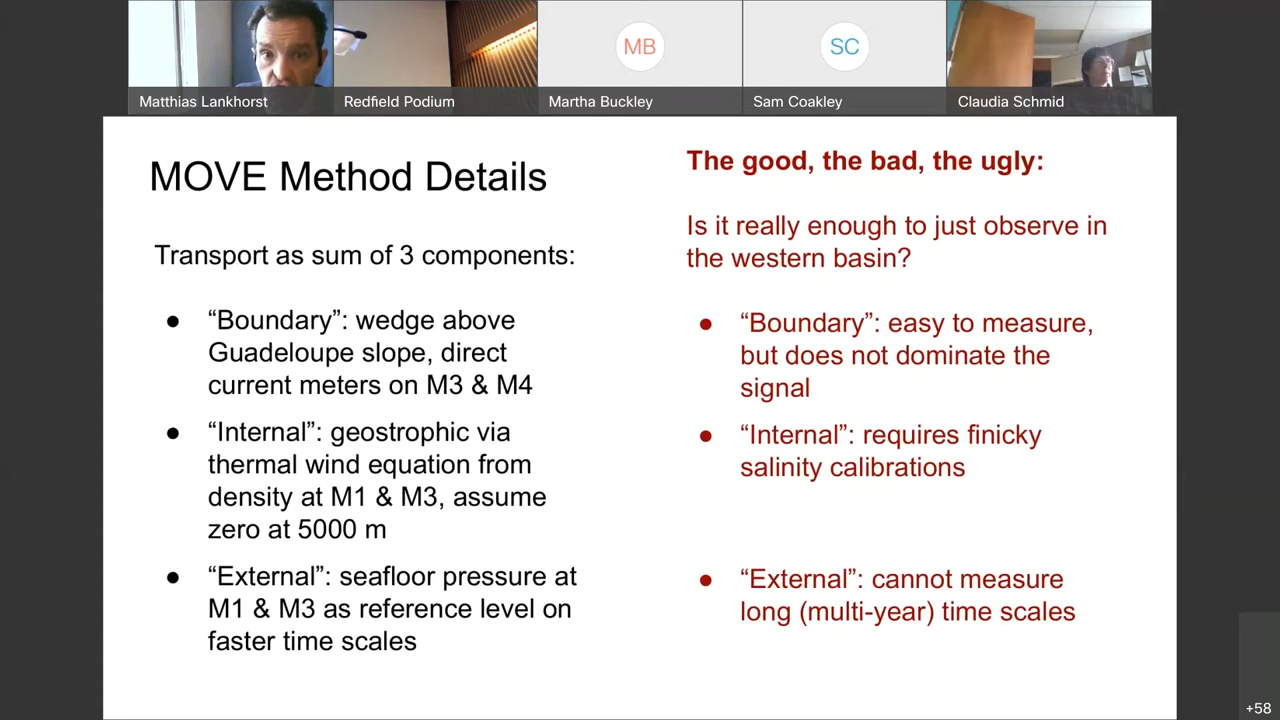 MB
SC
Matthias Lankhorst
Redfield Podium
Martha Buckley
Sam Coakley
Claudia Schmid
MOVE Method Details
Transport as sum of 3 components:
● “Boundary”: wedge above
Guadeloupe slope, direct
current meters on M3 & M4
● “Internal”: geostrophic via
thermal wind equation from
density at M1 & M3, assume
zero at 5000 m
● “External”: seafloor pressure at
M1 & M3 as reference level on
faster time scales
The good, the bad, the ugly:
Is it really enough to just observe in
the western basin?
● “Boundary”: easy to measure,
but does not dominate the
signal
● “Internal”: requires finicky
salinity calibrations
● “External”: cannot measure
long (multi-year) time scales
+58